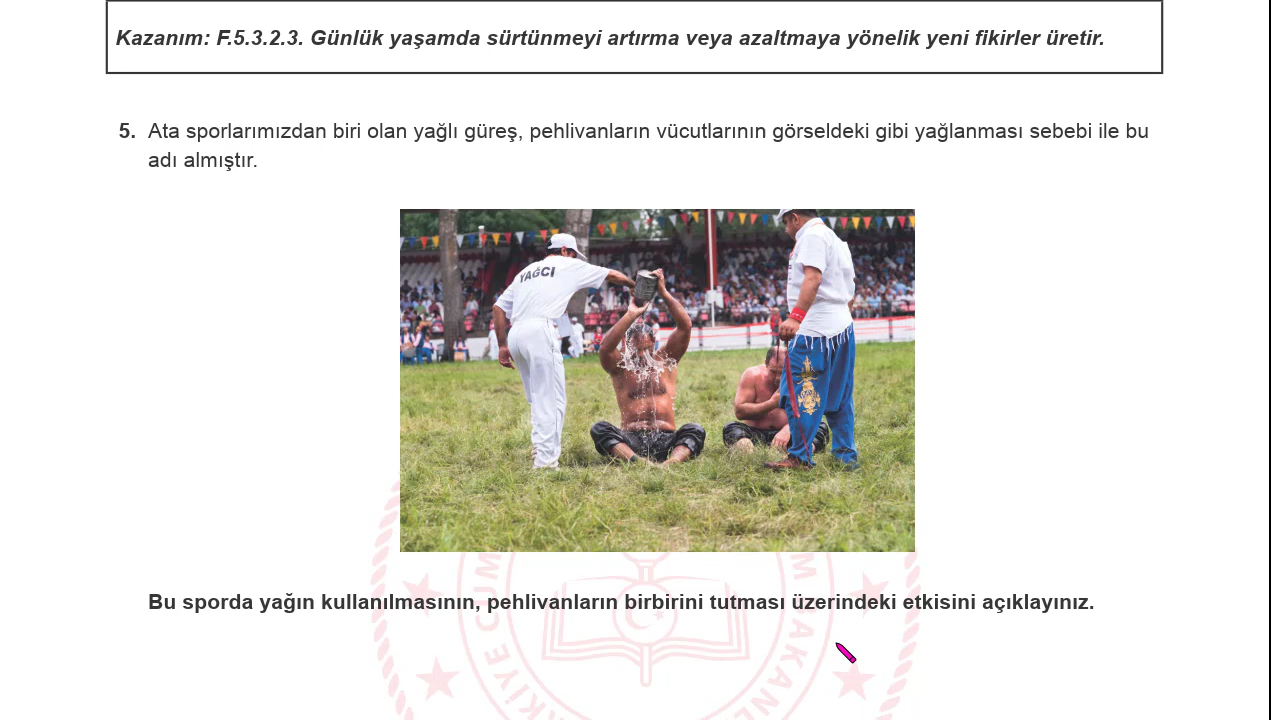 Kazanım: F.5.3.2.3. Günlük yaşamda sürtünmeyi artırma veya azaltmaya yönelik yeni fikirler üretir.
5. Ata sporlarımızdan biri olan yağlı güreş, pehlivanların vücutlarının görseldeki gibi yağlanması sebebi ile bu
adı almıştır.
YAĞCI
Bu sporda yağın kullanılmasının, pehlivanların birbirini tutması üzerindeki etkisini açıklayınız.